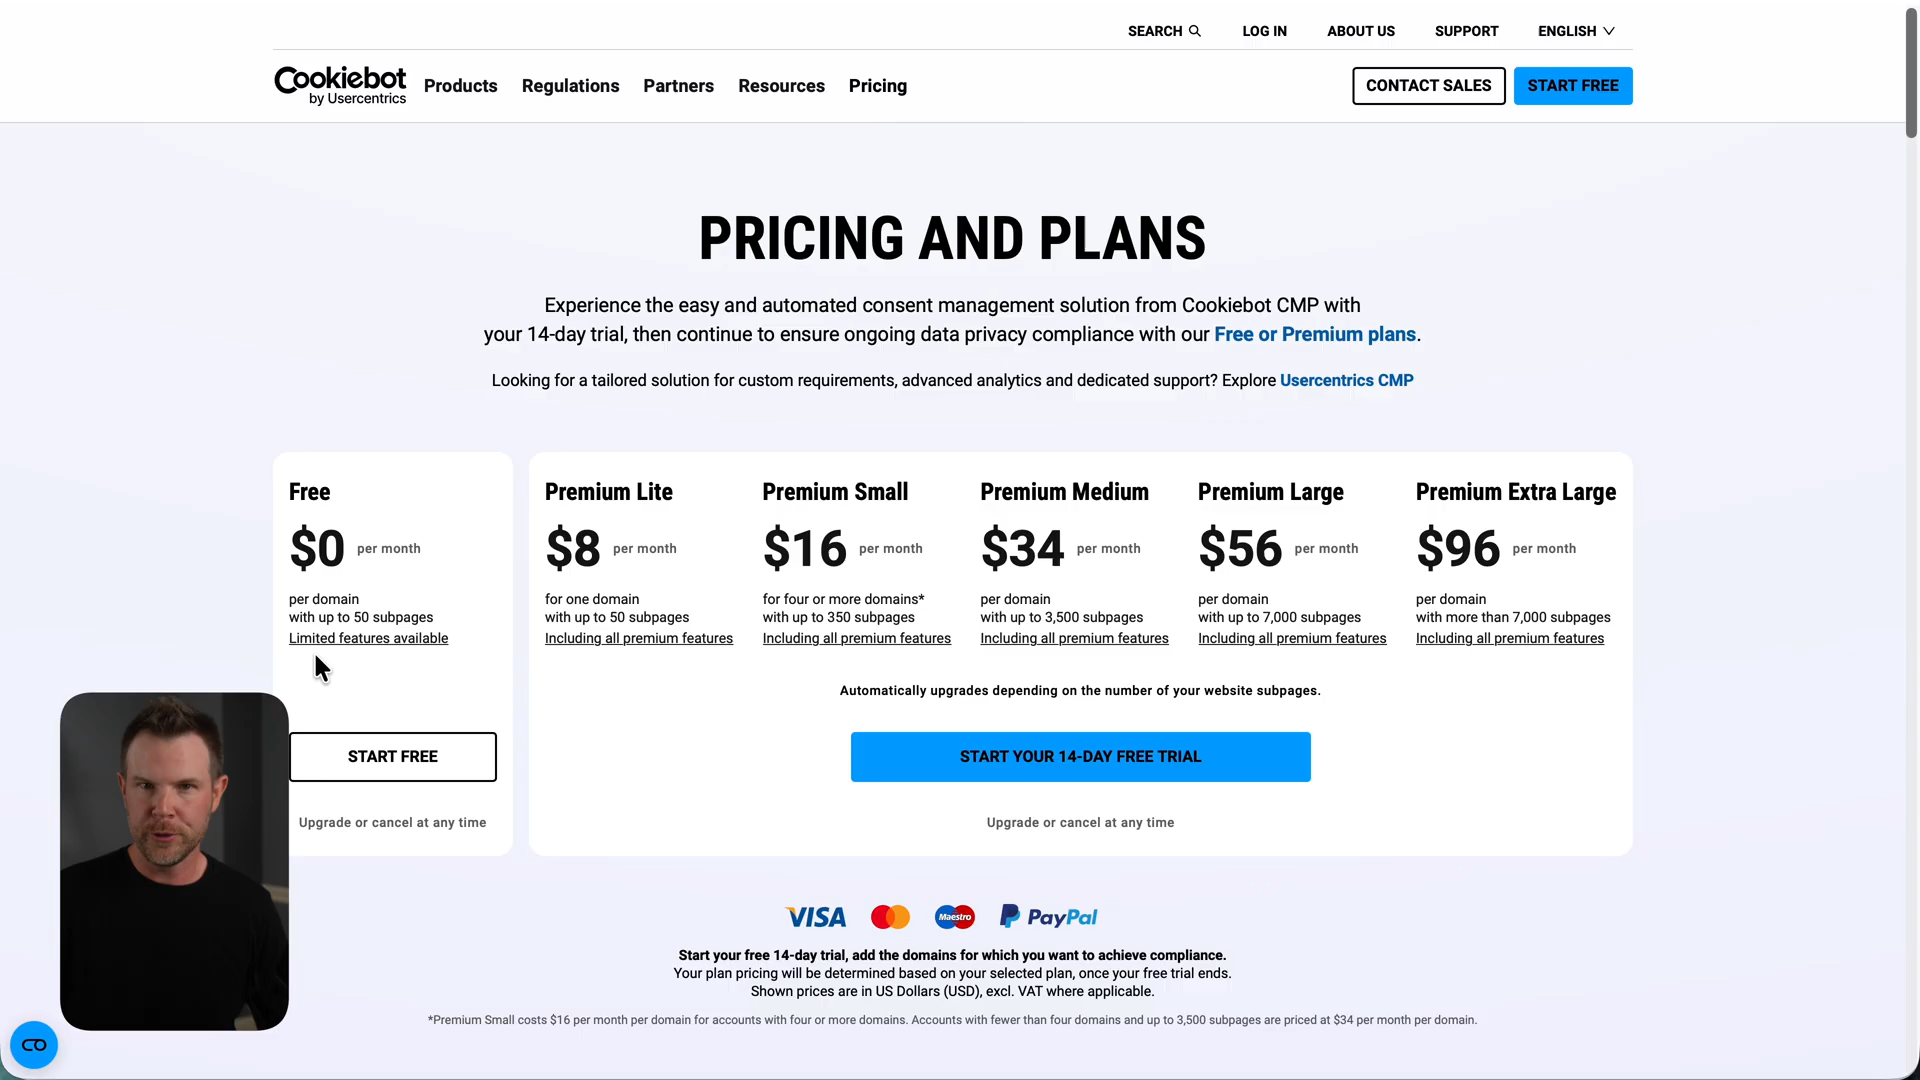 SEARCH
LOG IN
ABOUT US
SUPPORT
ENGLISH
Cookiebot
by Usercentrics
Products
Regulations
Partners
Resources
Pricing
CONTACT SALES
START FREE
PRICING AND PLANS
Experience the easy and automated consent management solution from Cookiebot CMP with
your 14-day trial, then continue to ensure ongoing data privacy compliance with our Free or Premium plans.
Looking for a tailored solution for custom requirements, advanced analytics and dedicated support? Explore Usercentrics CMP
Free
$0 per month
per domain
with up to 50 subpages
Limited features available
START FREE
Upgrade or cancel at any time
Premium Lite
$8 per month
for one domain
with up to 50 subpages
Including all premium features
Premium Small
$16 per month
for four or more domains*
with up to 350 subpages
Including all premium features
Premium Medium
$34 per month
per domain
with up to 3,500 subpages
Including all premium features
Premium Large
$56 per month
per domain
with up to 7,000 subpages
Including all premium features
Premium Extra Large
$96 per month
per domain
with more than 7,000 subpages
Including all premium features
Automatically upgrades depending on the number of your website subpages.
START YOUR 14-DAY FREE TRIAL
Upgrade or cancel at any time
VISA
Maestro
PayPal
Start your free 14-day trial, add the domains for which you want to achieve compliance.
Your plan pricing will be determined based on your selected plan, once your free trial ends.
Shown prices are in US Dollars (USD), excl. VAT where applicable.
*Premium Small costs $16 per month per domain for accounts with four or more domains. Accounts with fewer than four domains and up to 3,500 subpages are priced at $34 per month per domain.